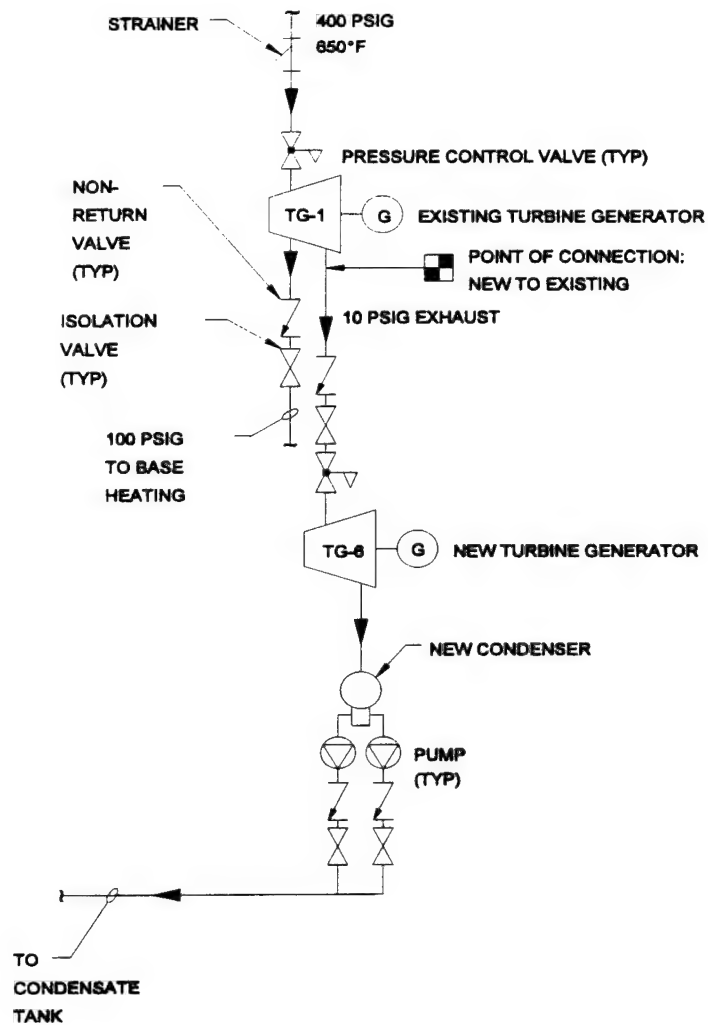 STRAINER
400 PSIG
650°F
PRESSURE CONTROL VALVE (TYP)
NON-
RETURN
VALVE
(TYP)
TG-1
G
EXISTING TURBINE GENERATOR
POINT OF CONNECTION:
NEW TO EXISTING
ISOLATION
VALVE
(TYP)
10 PSIG EXHAUST
100 PSIG
TO BASE
HEATING
TG-6
G
NEW TURBINE GENERATOR
NEW CONDENSER
PUMP
(TYP)
TO
CONDENSATE
TANK